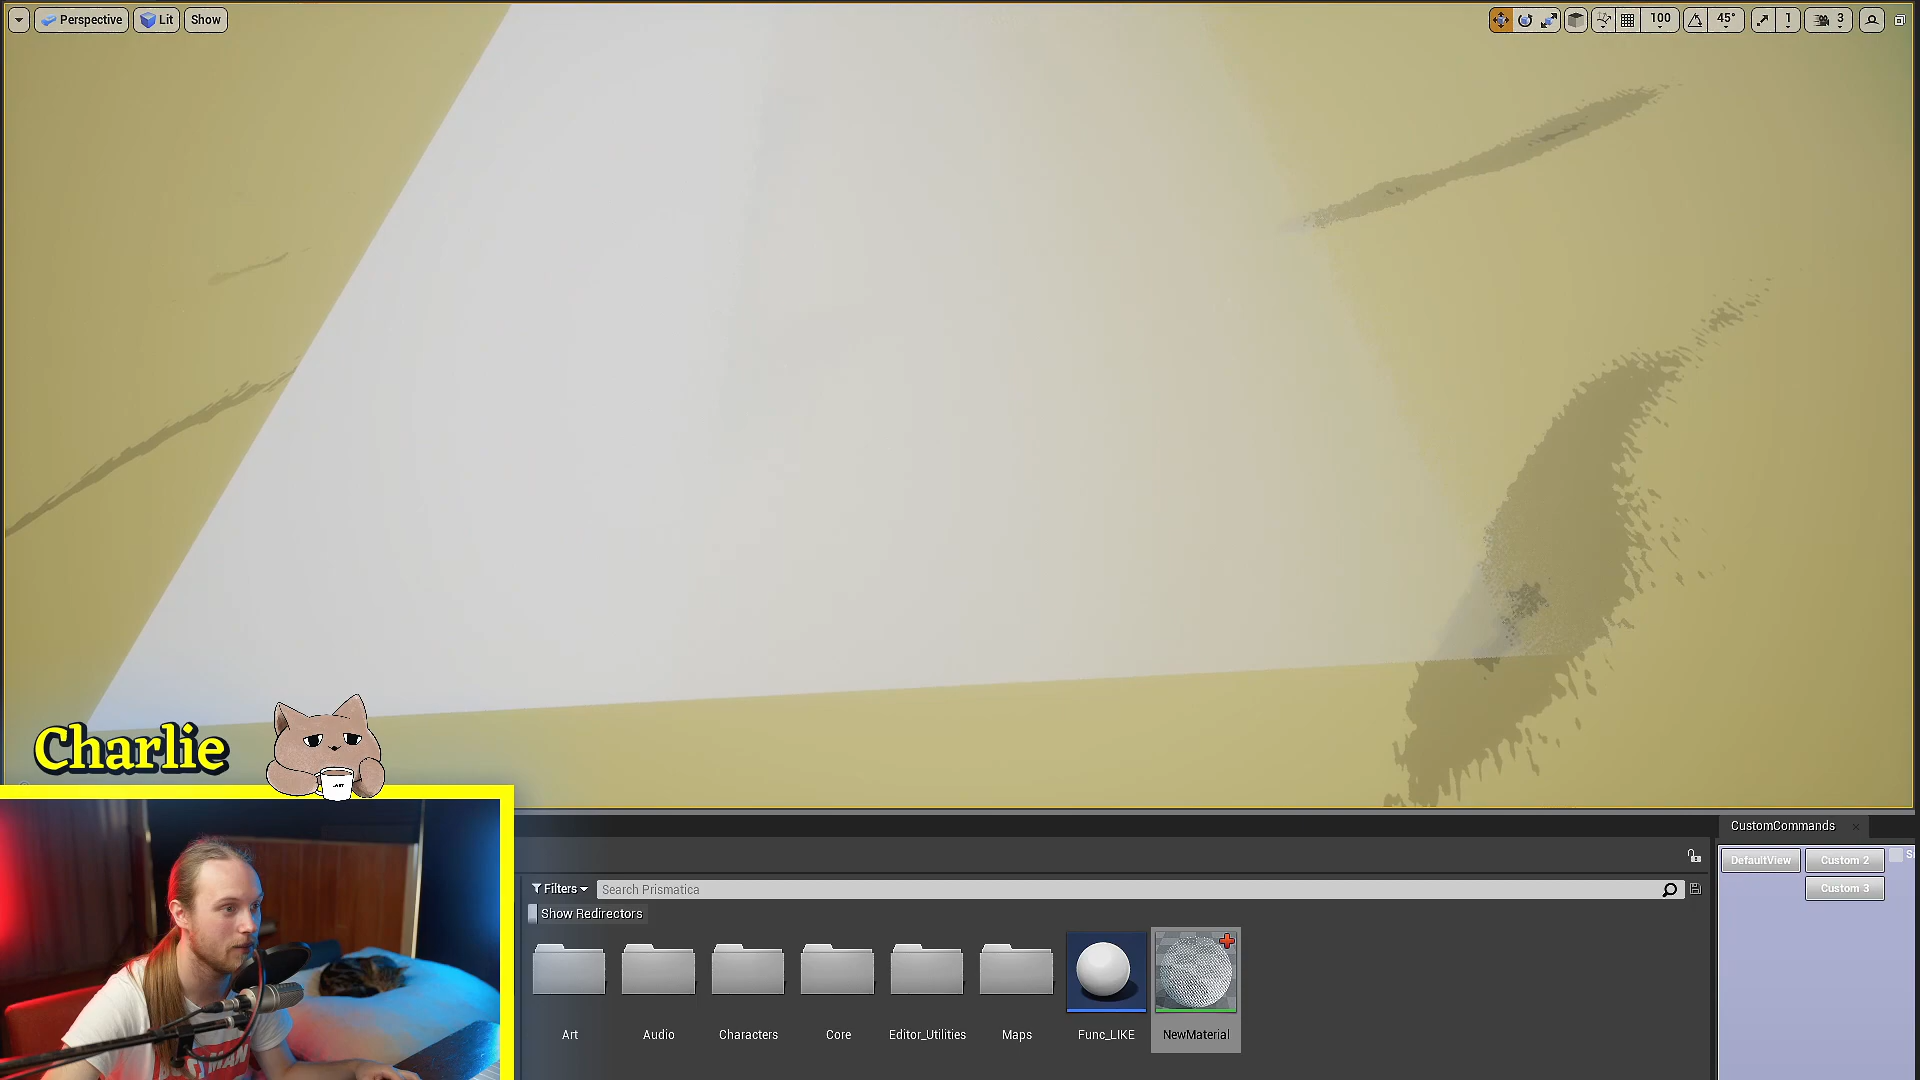 Perspective Lit Show
100 45° 1 3
Charlie
CustomCommands
DefaultView Custom 2
Custom 3
Filters Search Prismatica
Show Redirectors
Art Audio Characters Core Editor_Utilities Maps Func_LIKE NewMaterial